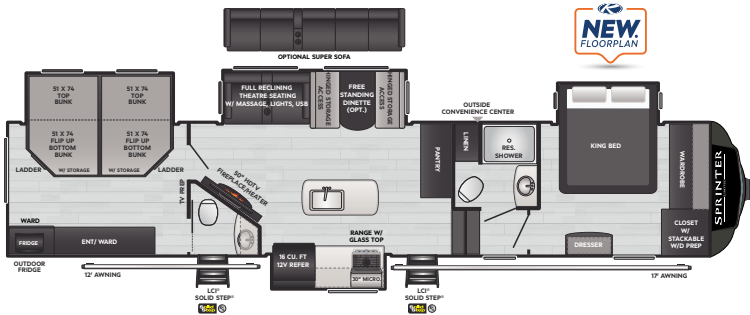 OPTIONAL SUPER SOFA
K
NEW.
FLOORPLAN
51 X 74
TOP
BUNK
51 X 74
TOP
BUNK
51 X 74
FLIP UP
BOTTOM
BUNK
51 X 74
FLIP UP
BOTTOM
BUNK
W/ STORAGE
W/ STORAGE
LADDER
LADDER
FULL RECLINING
THEATRE SEATING
W/ MASSAGE, LIGHTS, USB
HINGED STORAGE
ACCESS
FREE
STANDING
DINETTE
(OPT.)
HINGED STORAGE
ACCESS
OUTSIDE
CONVENIENCE CENTER
PANTRY
LINEN
RES.
SHOWER
KING BED
WARDROBE
SPRINTER
CLOSET
W/
STACKABLE
W/D PREP
DRESSER
50" HDTV
FIREPLACE/HEATER
TV PREP
WARD
FRIDGE
ENT/ WARD
OUTDOOR
FRIDGE
12' AWNING
LCI®
SOLID STEP®
16 CU. FT
12V REFER
RANGE W/
GLASS TOP
30" MICRO.
LCI®
SOLID STEP®
17' AWNING